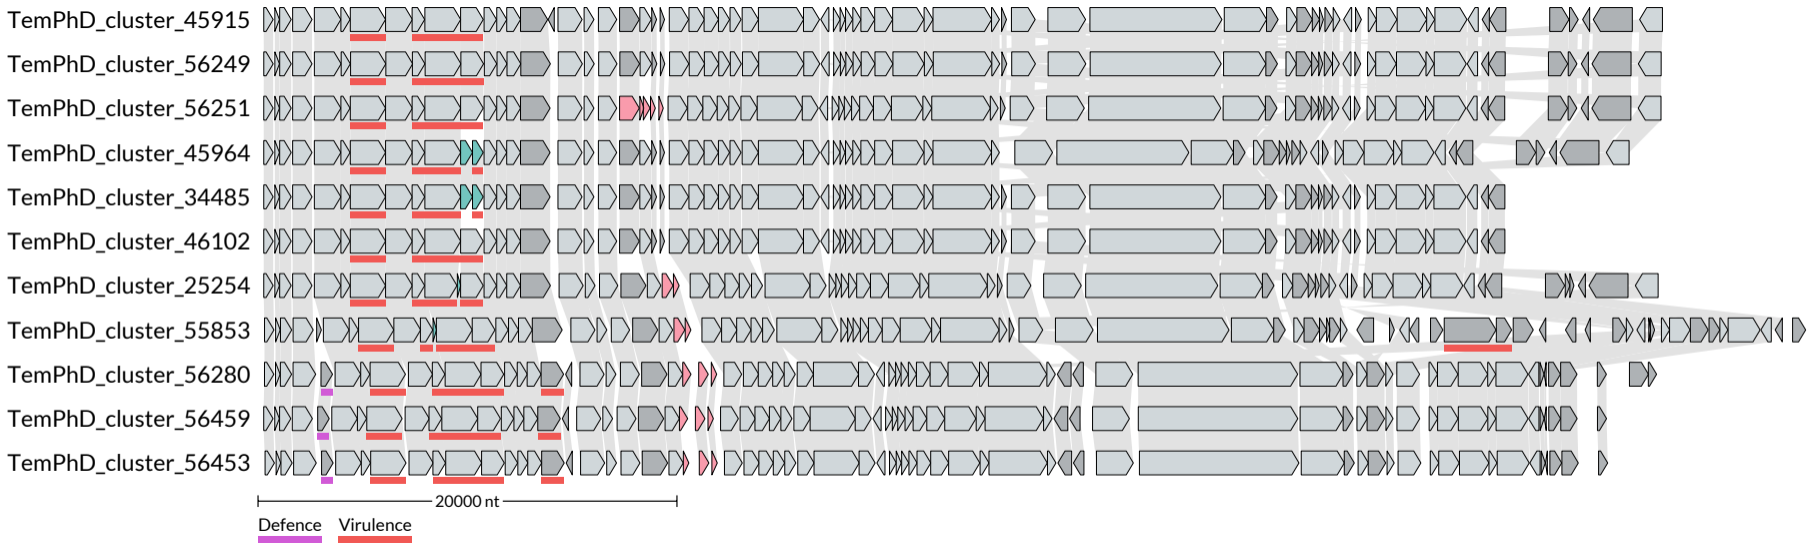 TemPhD_cluster_45915
TemPhD_cluster_56249
TemPhD_cluster_56251
TemPhD_cluster_45964
TemPhD_cluster_34485
TemPhD_cluster_46102
TemPhD_cluster_25254
TemPhD_cluster_55853
TemPhD_cluster_56280
TemPhD_cluster_56459
TemPhD_cluster_56453
20000 nt
Defence Virulence